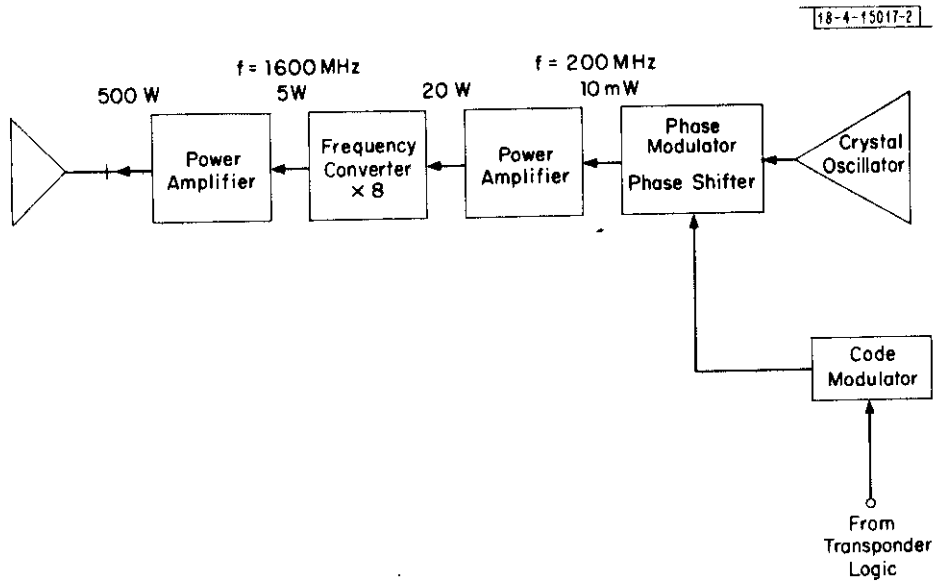 18-4-15017-2
f = 1600 MHz
f = 200 MHz
500 W
5W
20 W
10 mW
Power
Amplifier
Frequency
Converter
× 8
Power
Amplifier
Phase
Modulator
Phase Shifter
Crystal
Oscillator
Code
Modulator
From
Transponder
Logic